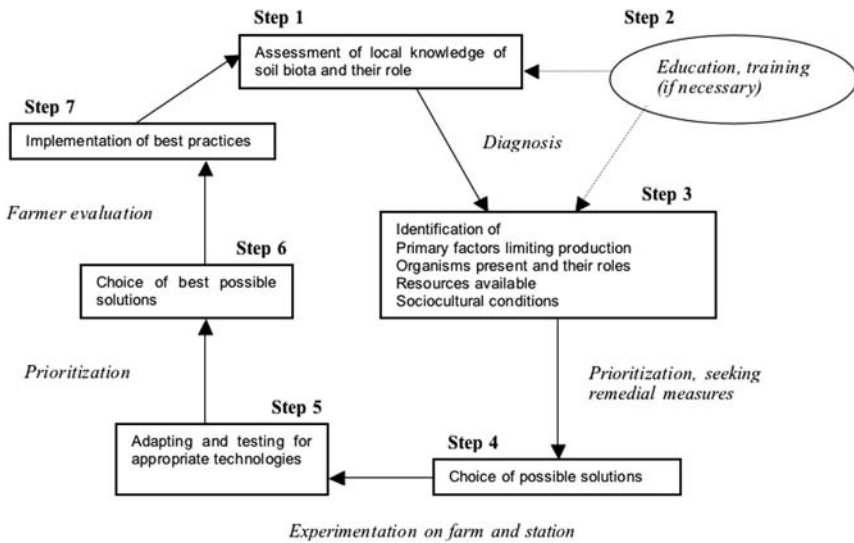 Step 1
Assessment of local knowledge of
soil biota and their role
Step 2
Education, training
(if necessary)
Diagnosis
Step 3
Identification of
Primary factors limiting production
Organisms present and their roles
Resources available
Sociocultural conditions
Prioritization, seeking
remedial measures
Step 4
Choice of possible solutions
Experimentation on farm and station
Step 5
Adapting and testing for
appropriate technologies
Prioritization
Step 6
Choice of best possible
solutions
Farmer evaluation
Step 7
Implementation of best practices